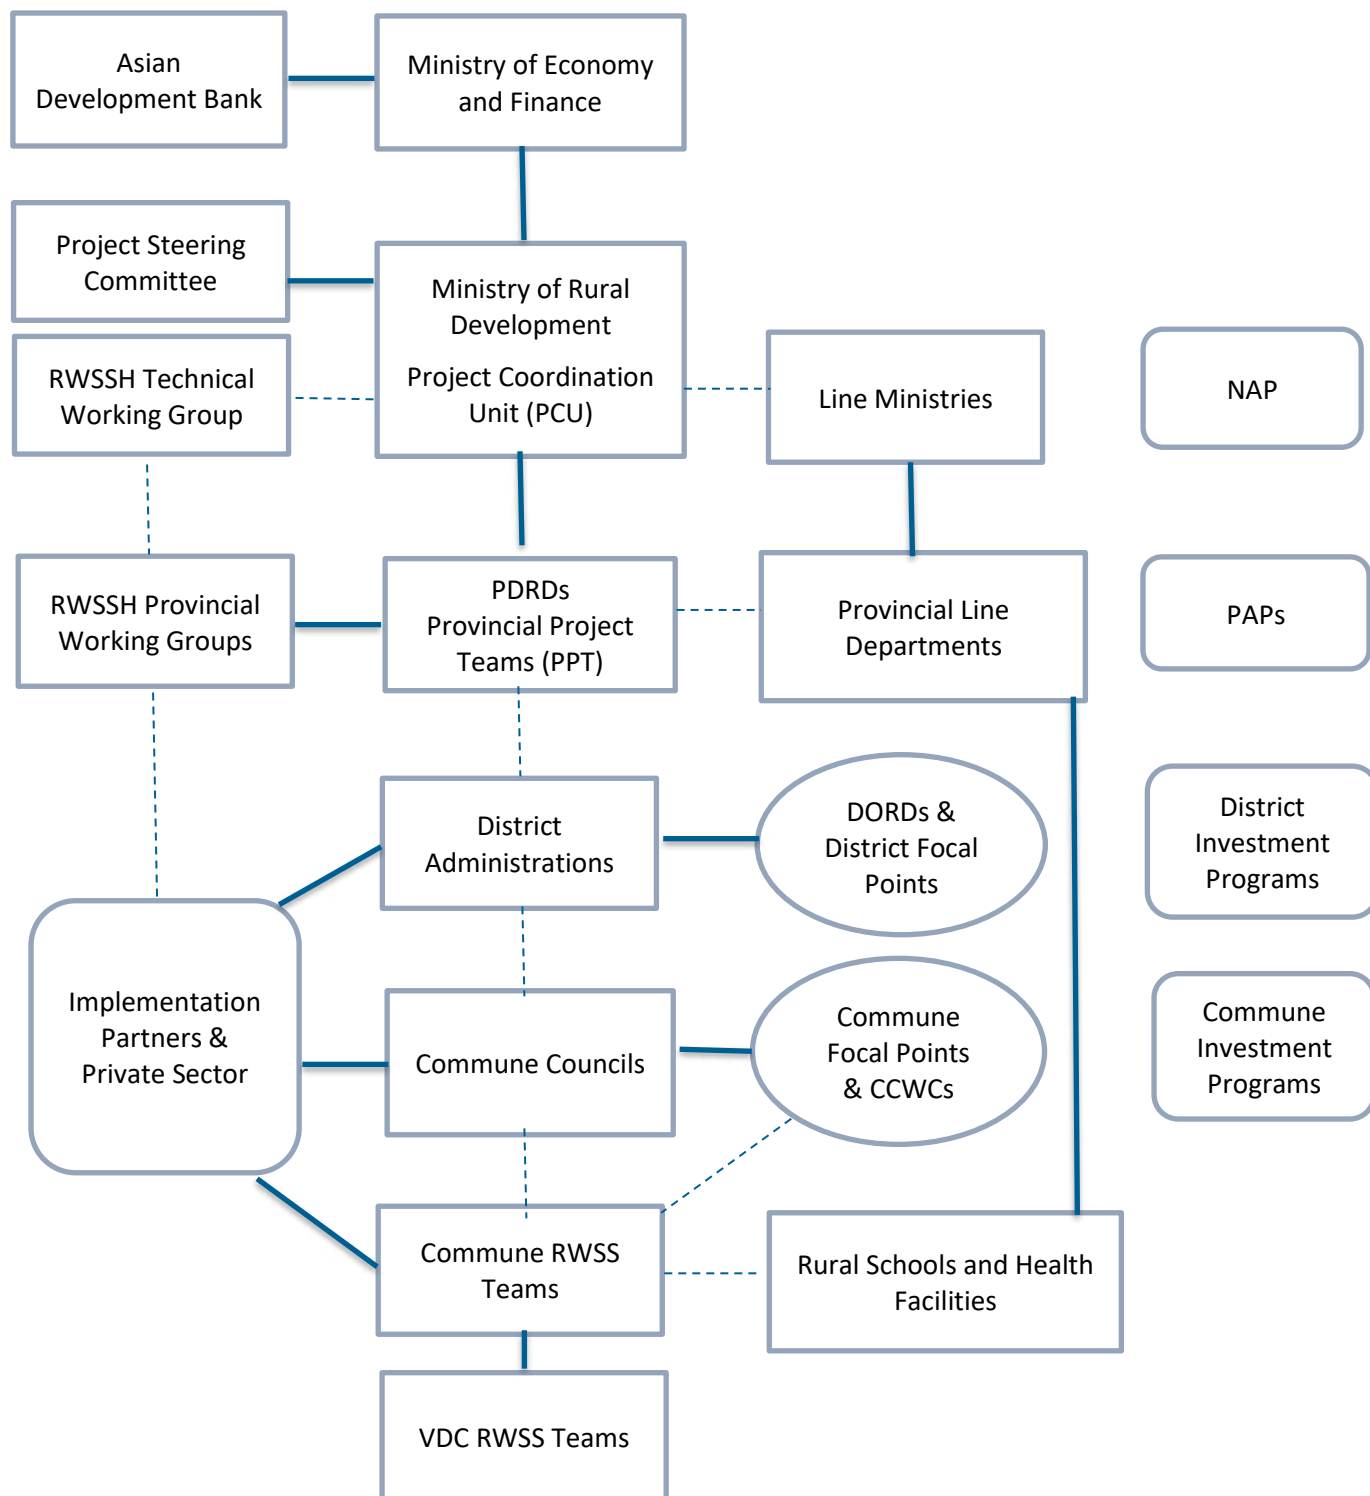 Asian
Development Bank
Ministry of Economy
and Finance
Project Steering
Committee
Ministry of Rural
Development
Project Coordination
Unit (PCU)
RWSSH Technical
Working Group
Line Ministries
NAP
RWSSH Provincial
Working Groups
PDRDs
Provincial Project
Teams (PPT)
Provincial Line
Departments
PAPs
District
Administrations
DORDs &
District Focal
Points
District
Investment
Programs
Implementation
Partners &
Private Sector
Commune Councils
Commune
Focal Points
& CCWCs
Commune
Investment
Programs
Commune RWSS
Teams
Rural Schools and Health
Facilities
VDC RWSS Teams